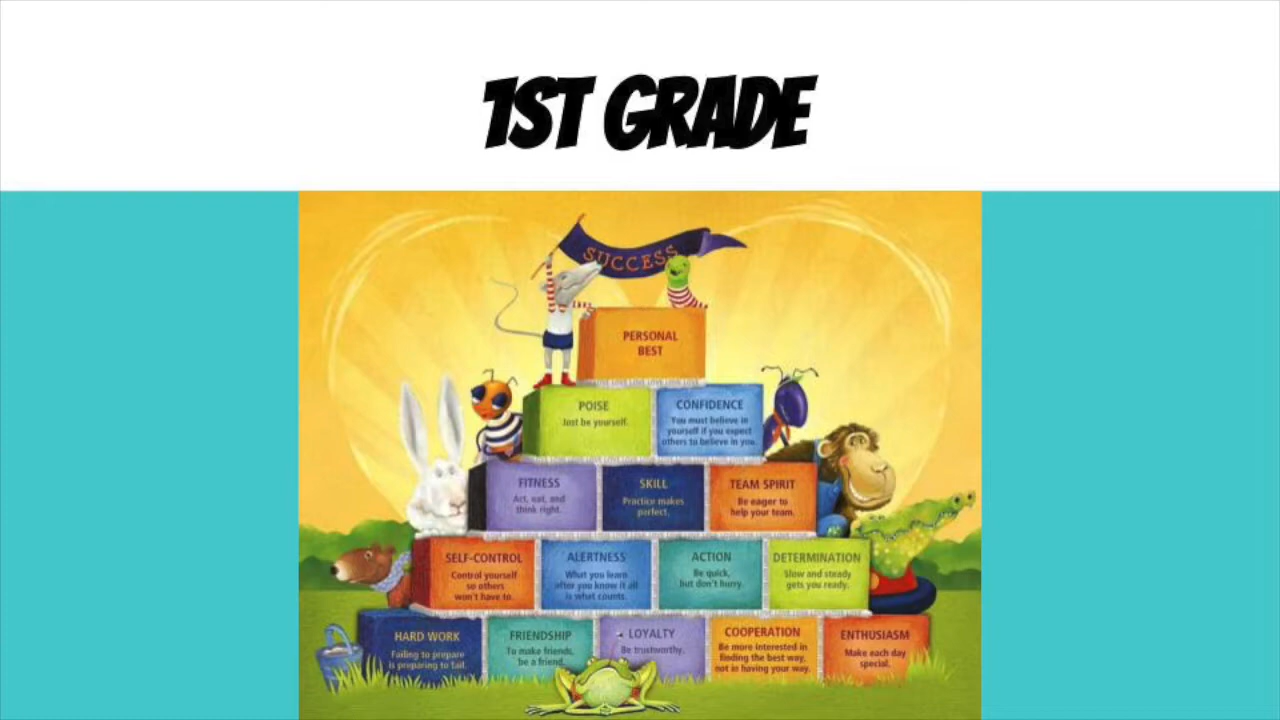 1ST GRADE
SUCCESS
PERSONAL
BEST
POISE
Just be yourself.
CONFIDENCE
You must believe in
yourself if you expect
others to believe in you.
FITNESS
Act, eat, and
think right.
SKILL
Practice makes
perfect.
TEAM SPIRIT
Be eager to
help your team.
SELF-CONTROL
Control yourself
so others
won't have to.
ALERTNESS
What you learn
after you know it all
is what counts.
ACTION
Be quick,
but don't hurry.
DETERMINATION
Slow and steady
gets you ready.
HARD WORK
Failing to prepare
is preparing to fail.
FRIENDSHIP
To make friends,
be a friend.
LOYALTY
Be trustworthy.
COOPERATION
Be more interested in
finding the best way,
not in having your way.
ENTHUSIASM
Make each day
special.